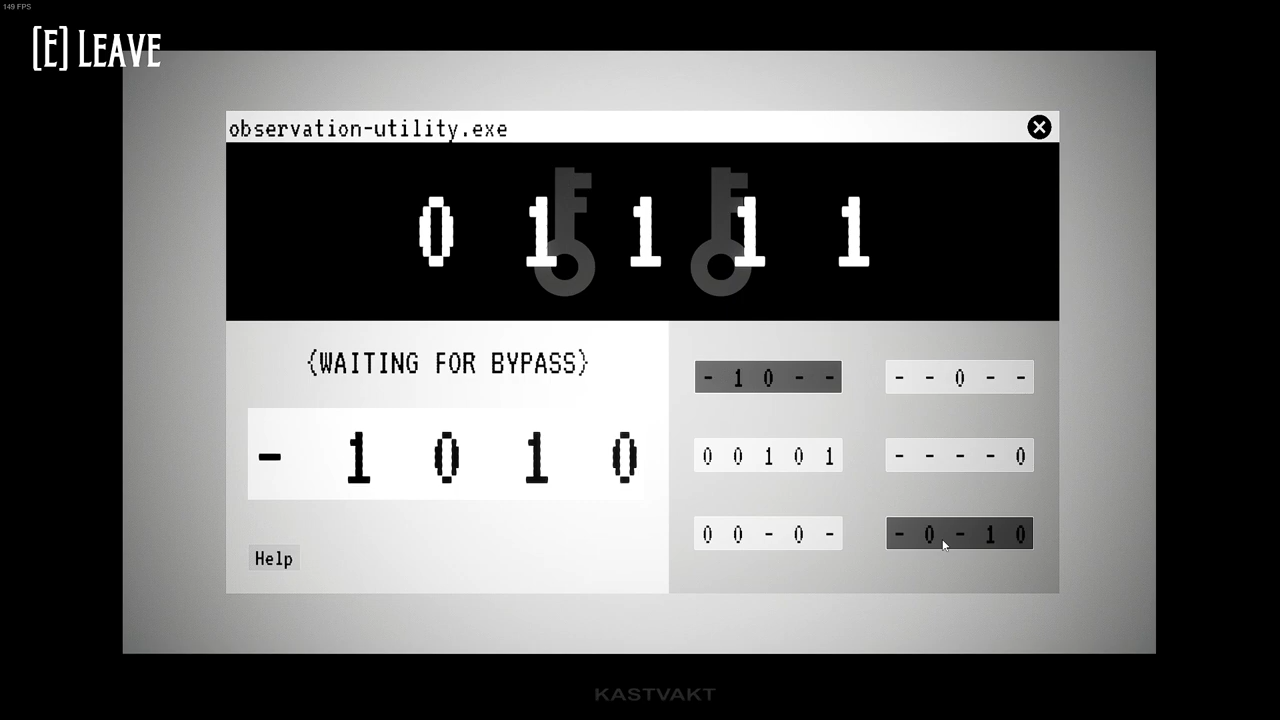 149 FPS
[E] LEAVE
observation-utility.exe
0 1 1 1 1
{WAITING FOR BYPASS}
- 1 0 1 0
Help
- 1 0 - -
- - 0 - -
0 0 1 0 1
- - - - 0
0 0 - 0 -
- 0 - 1 0
KASTVAKT